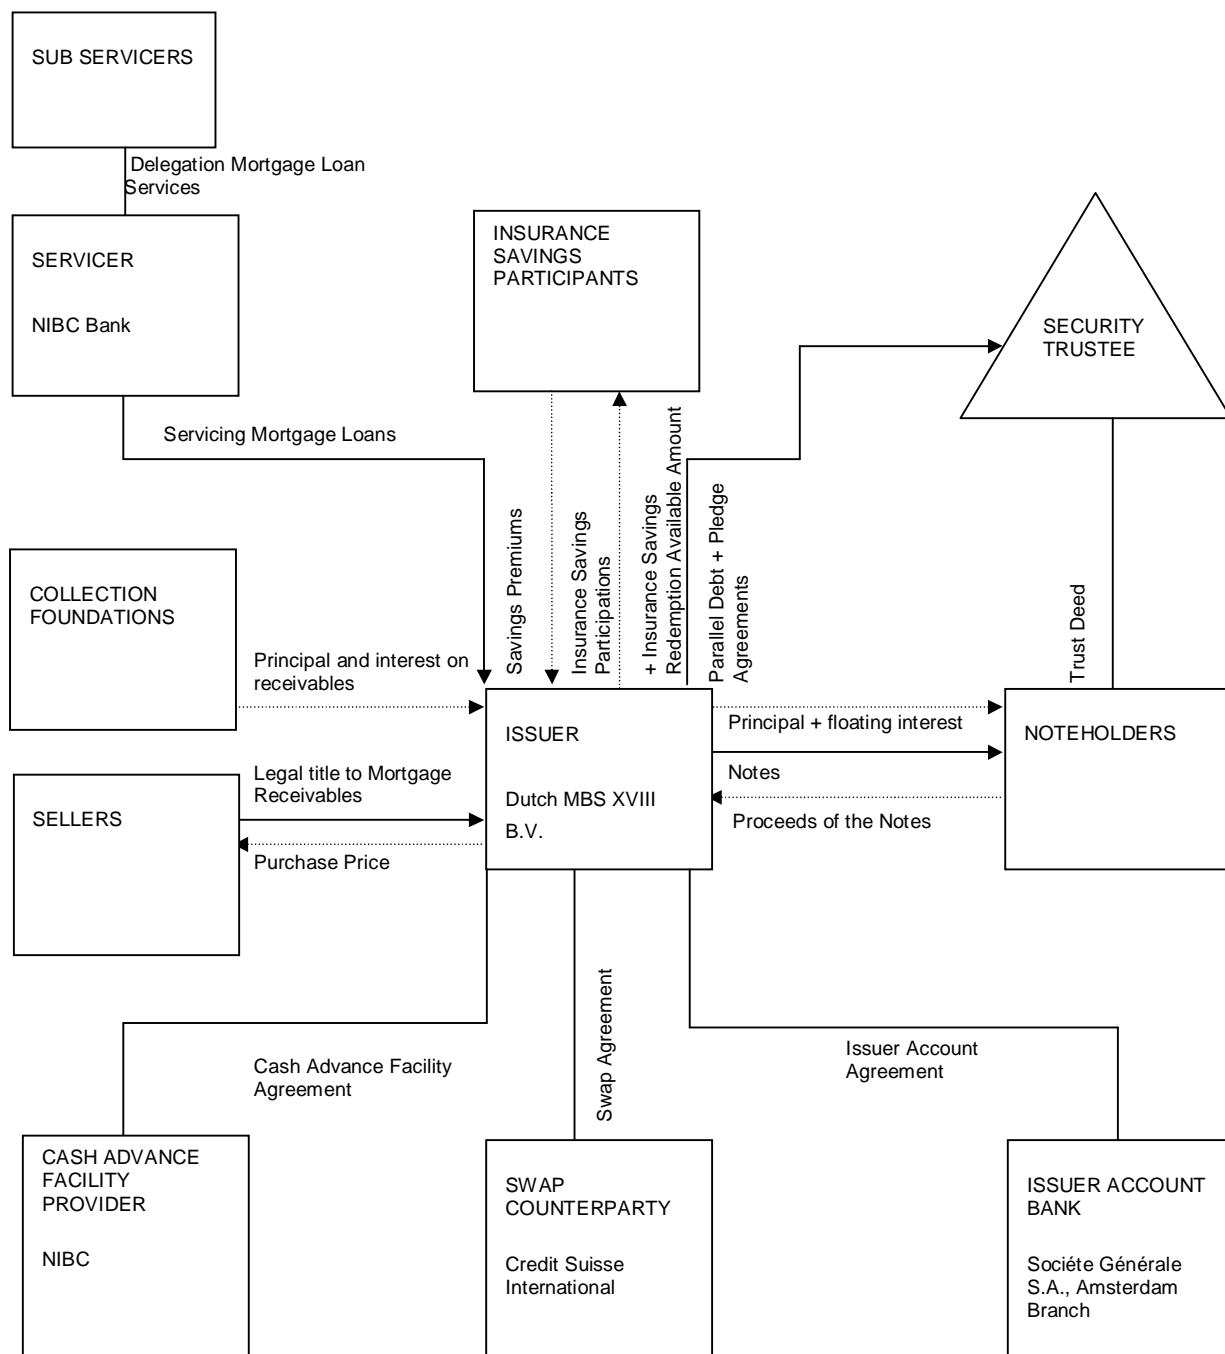 SUB SERVICERS
Delegation Mortgage Loan
Services
SERVICER
NIBC Bank
INSURANCE
SAVINGS
PARTICIPANTS
SECURITY
TRUSTEE
Servicing Mortgage Loans
Savings Premiums
Insurance Savings
Participations
+ Insurance Savings
Redemption Available Amount
Parallel Debt + Pledge
Agreements
Trust Deed
COLLECTION
FOUNDATIONS
Principal and interest on
receivables
ISSUER
Dutch MBS XVIII
B.V.
Principal + floating interest
Notes
Proceeds of the Notes
NOTEHOLDERS
SELLERS
Legal title to Mortgage
Receivables
Purchase Price
Cash Advance Facility
Agreement
Swap Agreement
Issuer Account
Agreement
CASH ADVANCE
FACILITY
PROVIDER
NIBC
SWAP
COUNTERPARTY
Credit Suisse
International
ISSUER ACCOUNT
BANK
Sociéte Générale
S.A., Amsterdam
Branch